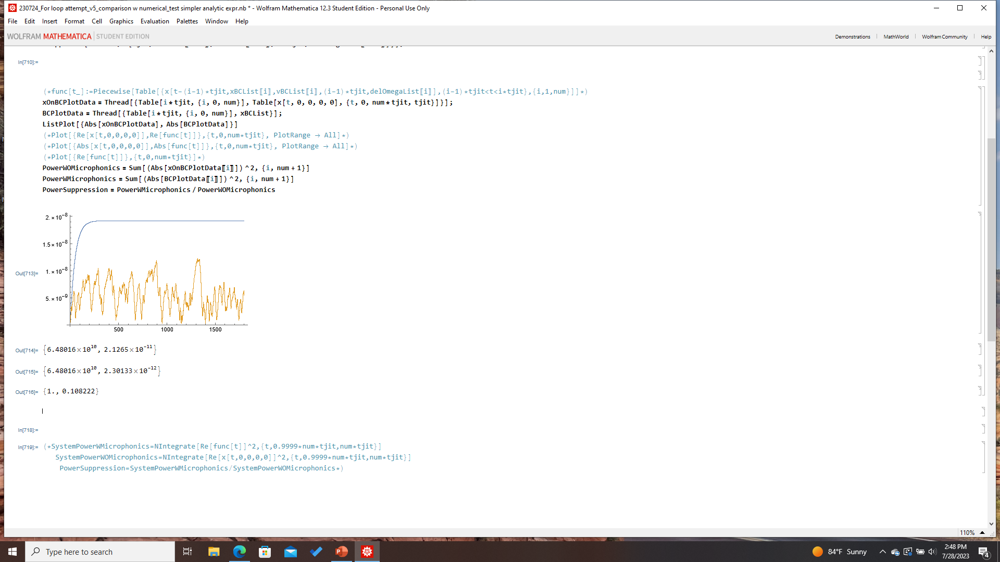 230724_For loop attempt_v5_comparison w numerical_test simpler analytic expr.nb * - Wolfram Mathematica 12.3 Student Edition - Personal Use Only
File Edit Insert Format Cell Graphics Evaluation Palettes Window Help
WOLFRAM MATHEMATICA STUDENT EDITION
Demonstrations MathWorld Wolfram Community Help
In[710]:=
(*func[t_]:=Piecewise[Table[{x[t-(i-1)*tjit,xBCList〚i〛,vBCList〚i〛,(i-1)*tjit,delOmegaList〚i〛],(i-1)*tjit<t<i*tjit},{i,1,num}]]*)
xOnBCPlotData = Thread[{Table[i*tjit, {i, 0, num}], Table[x[t, 0, 0, 0, 0], {t, 0, num*tjit, tjit}]}];
BCPlotData = Thread[{Table[i*tjit, {i, 0, num}], xBCList}];
ListPlot[{Abs[xOnBCPlotData], Abs[BCPlotData]}]
(*Plot[{Re[x[t,0,0,0,0]],Re[func[t]]},{t,0,num*tjit}, PlotRange → All]*)
(*Plot[{Abs[x[t,0,0,0,0]],Abs[func[t]]},{t,0,num*tjit}, PlotRange → All]*)
(*Plot[{Re[func[t]]},{t,0,num*tjit}]*)
PowerWOMicrophonics = Sum[(Abs[xOnBCPlotData〚i〛])^2, {i, num + 1}]
PowerWMicrophonics = Sum[(Abs[BCPlotData〚i〛])^2, {i, num + 1}]
PowerSuppression = PowerWMicrophonics / PowerWOMicrophonics
2.×10⁻⁸
1.5×10⁻⁸
1.×10⁻⁸
5.×10⁻⁹
Out[713]=
500 1000 1500
Out[714]= {6.48016×10¹⁰, 2.1265×10⁻¹¹}
Out[715]= {6.48016×10¹⁰, 2.30133×10⁻¹²}
Out[716]= {1., 0.108222}
In[718]:=
In[719]:= (*SystemPowerWMicrophonics=NIntegrate[Re[func[t]]^2,{t,0.9999*num*tjit,num*tjit}]
SystemPowerWOMicrophonics=NIntegrate[Re[x[t,0,0,0,0]]^2,{t,0.9999*num*tjit,num*tjit}]
PowerSuppression=SystemPowerWMicrophonics/SystemPowerWOMicrophonics*)
110%
Type here to search
84°F Sunny
2:48 PM
7/28/2023
4